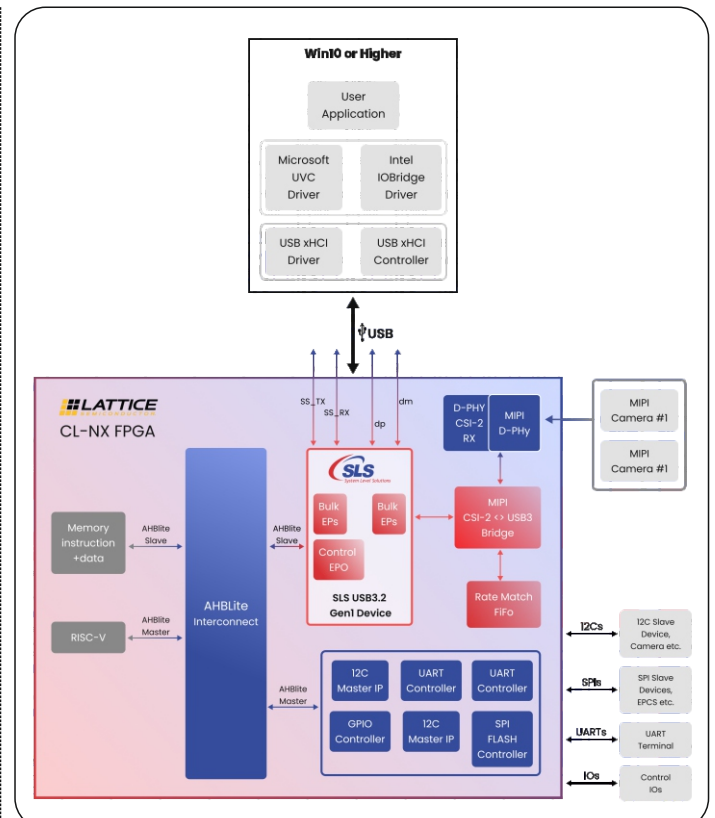 Win10 or Higher
User
Application
Microsoft
UVC
Driver
Intel
IOBridge
Driver
USB xHCI
Driver
USB xHCI
Controller
USB
SS_TX
SS_RX
dp
dm
LATTICE
SEMICONDUCTOR
CL-NX FPGA
D-PHY
CSI-2
RX
MIPI
D-PHy
MIPI
Camera #1
MIPI
Camera #1
SLS
System Level Solutions
Bulk
EPs
Bulk
EPs
Control
EPO
SLS USB3.2
Gen1 Device
MIPI
CSI-2 <> USB3
Bridge
Rate Match
FiFo
Memory
instruction
+data
AHBlite
Slave
AHBlite
Slave
RISC-V
AHBlite
Master
AHBLite
Interconnect
AHBlite
Master
12C
Master IP
UART
Controller
UART
Controller
GPIO
Controller
12C
Master IP
SPI
FLASH
Controller
I2Cs
12C Slave
Device,
Camera etc.
SPIs
SPI Slave
Devices,
EPCS etc.
UARTs
UART
Terminal
IOs
Control
IOs